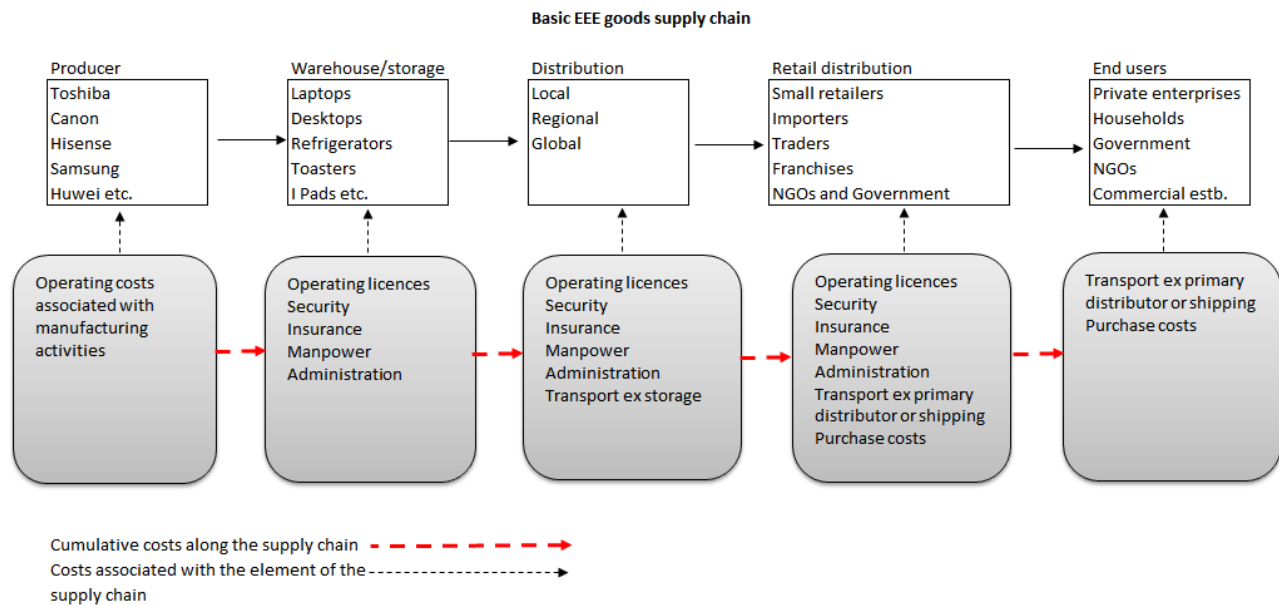 Basic EEE goods supply chain
Producer
Toshiba
Canon
Hisense
Samsung
Huwei etc.
Warehouse/storage
Laptops
Desktops
Refrigerators
Toasters
I Pads etc.
Distribution
Local
Regional
Global
Retail distribution
Small retailers
Importers
Traders
Franchises
NGOs and Government
End users
Private enterprises
Households
Government
NGOs
Commercial estb.
Operating costs
associated with
manufacturing
activities
Operating licences
Security
Insurance
Manpower
Administration
Operating licences
Security
Insurance
Manpower
Administration
Transport ex storage
Operating licences
Security
Insurance
Manpower
Administration
Transport ex primary
distributor or shipping
Purchase costs
Transport ex primary
distributor or shipping
Purchase costs
Cumulative costs along the supply chain
Costs associated with the element of the
supply chain